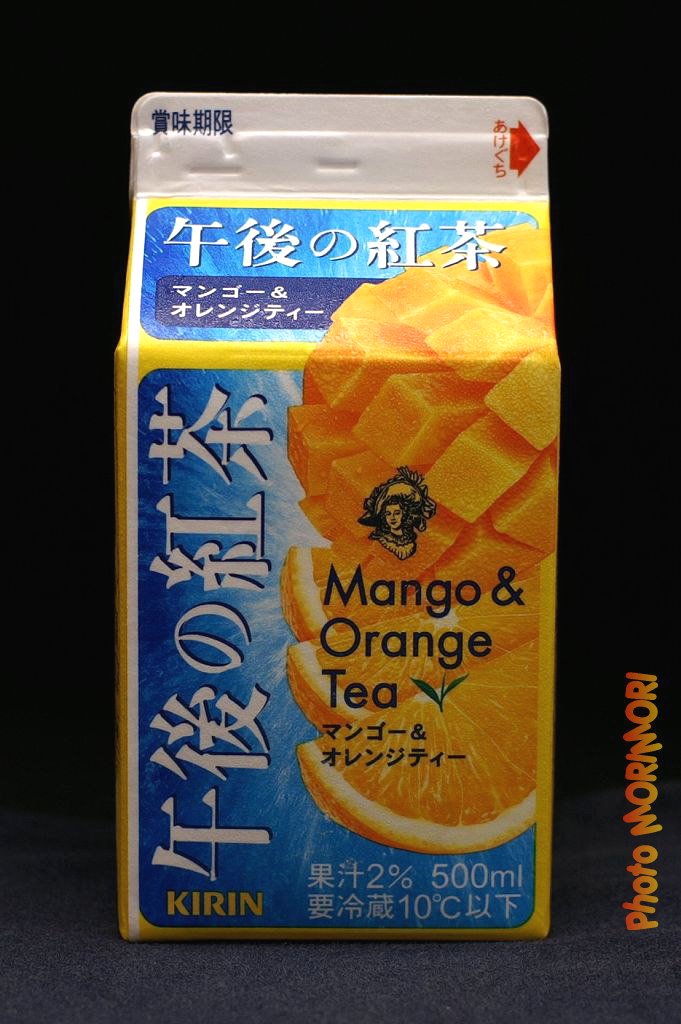 賞味期限
あけぐち
午後の紅茶
マンゴー&
オレンジティー
午後の紅茶
Mango &
Orange
Tea
マンゴー&
オレンジティー
果汁2% 500ml
要冷蔵10℃以下
KIRIN
Photo MORIMORI